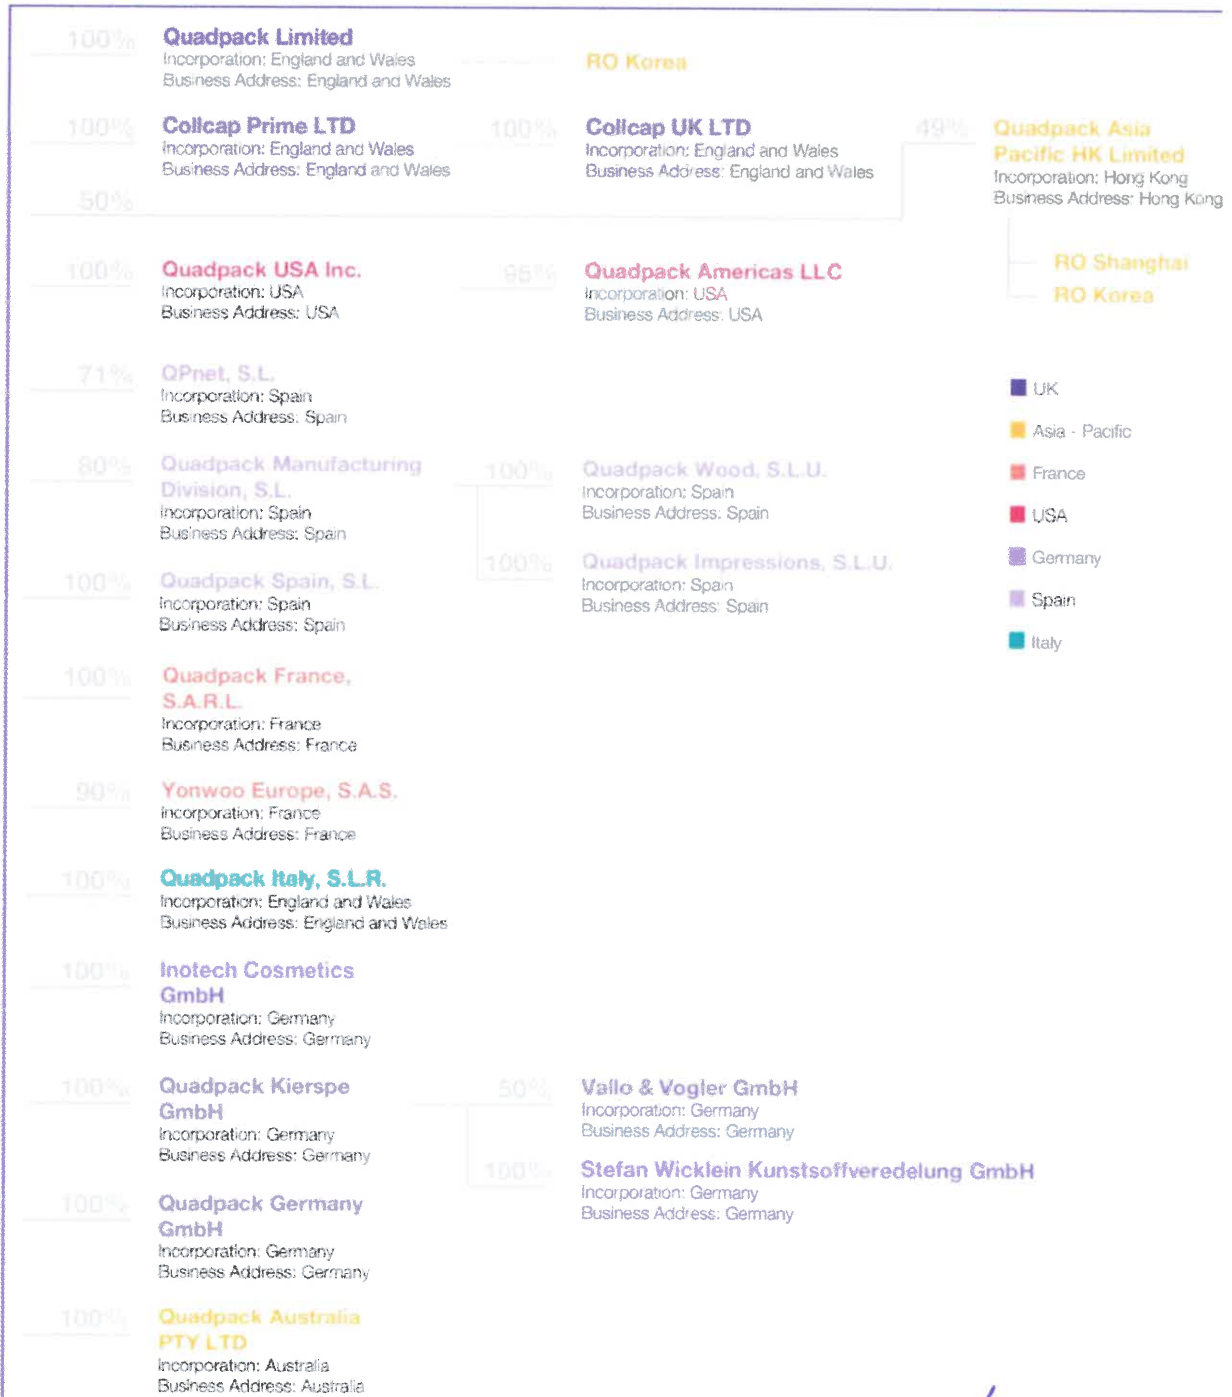 100% Quadpack Limited
Incorporation: England and Wales
Business Address: England and Wales
RO Korea
100% Collcap Prime LTD
Incorporation: England and Wales
Business Address: England and Wales
100% Collcap UK LTD
Incorporation: England and Wales
Business Address: England and Wales
49% Quadpack Asia
Pacific HK Limited
Incorporation: Hong Kong
Business Address: Hong Kong
50%
RO Shanghai
RO Korea
100% Quadpack USA Inc.
Incorporation: USA
Business Address: USA
95% Quadpack Americas LLC
Incorporation: USA
Business Address: USA
71% QPnet, S.L.
Incorporation: Spain
Business Address: Spain
80% Quadpack Manufacturing
Division, S.L.
Incorporation: Spain
Business Address: Spain
100% Quadpack Wood, S.L.U.
Incorporation: Spain
Business Address: Spain
100% Quadpack Impressions, S.L.U.
Incorporation: Spain
Business Address: Spain
100% Quadpack Spain, S.L.
Incorporation: Spain
Business Address: Spain
UK
Asia - Pacific
France
USA
Germany
Spain
Italy
100% Quadpack France,
S.A.R.L.
Incorporation: France
Business Address: France
90% Yonwoo Europe, S.A.S.
Incorporation: France
Business Address: France
100% Quadpack Italy, S.L.R.
Incorporation: England and Wales
Business Address: England and Wales
100% Inotech Cosmetics
GmbH
Incorporation: Germany
Business Address: Germany
100% Quadpack Kierspe
GmbH
Incorporation: Germany
Business Address: Germany
50% Vallo & Vogler GmbH
Incorporation: Germany
Business Address: Germany
100% Stefan Wicklein Kunstsoffveredelung GmbH
Incorporation: Germany
Business Address: Germany
100% Quadpack Germany
GmbH
Incorporation: Germany
Business Address: Germany
100% Quadpack Australia
PTY LTD
Incorporation: Australia
Business Address: Australia